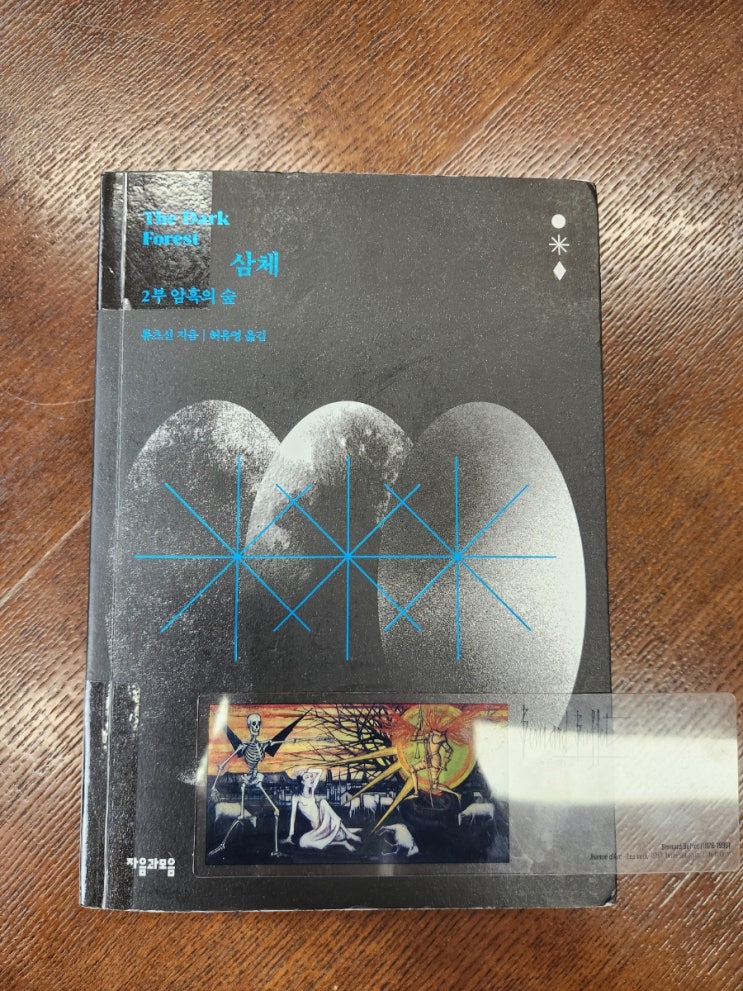 The Dark
Forest
삼체
2부 암흑의 숲
류츠신 지음 | 허유영 옮김
자음과모음